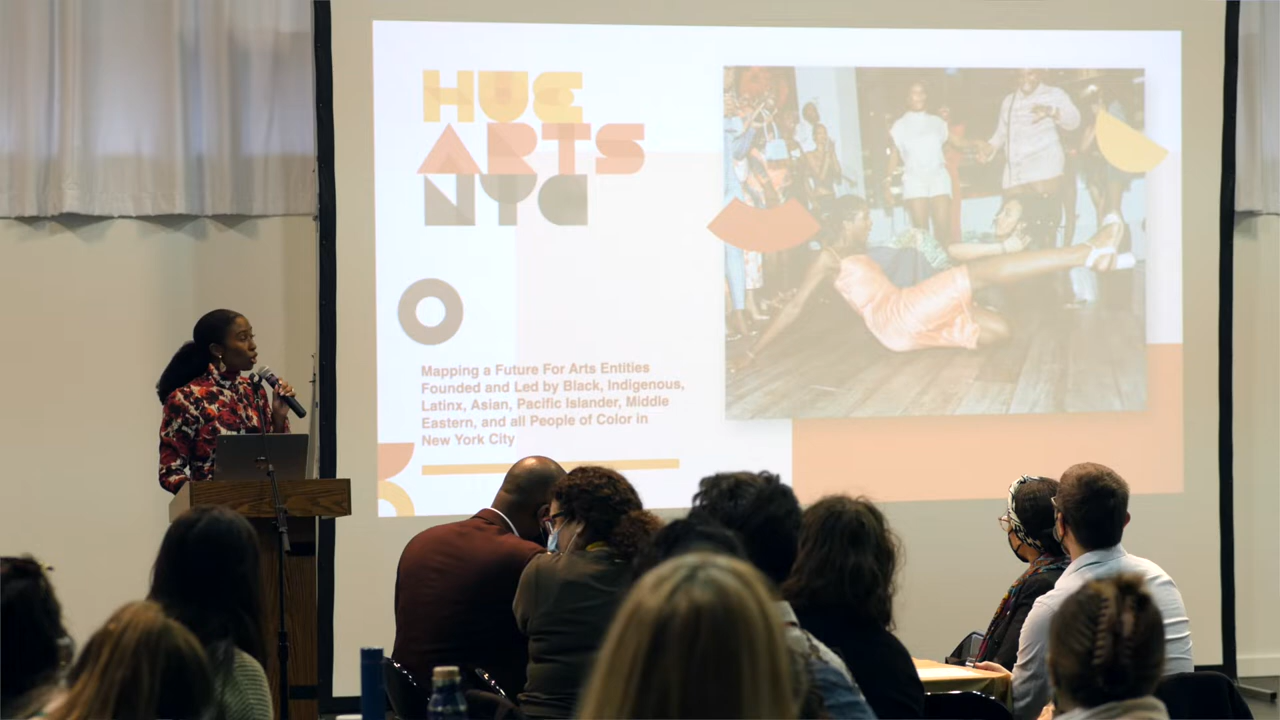 HUE
ARTS
NYC
Mapping a Future For Arts Entities
Founded and Led by Black, Indigenous,
Latinx, Asian, Pacific Islander, Middle
Eastern, and all People of Color in
New York City